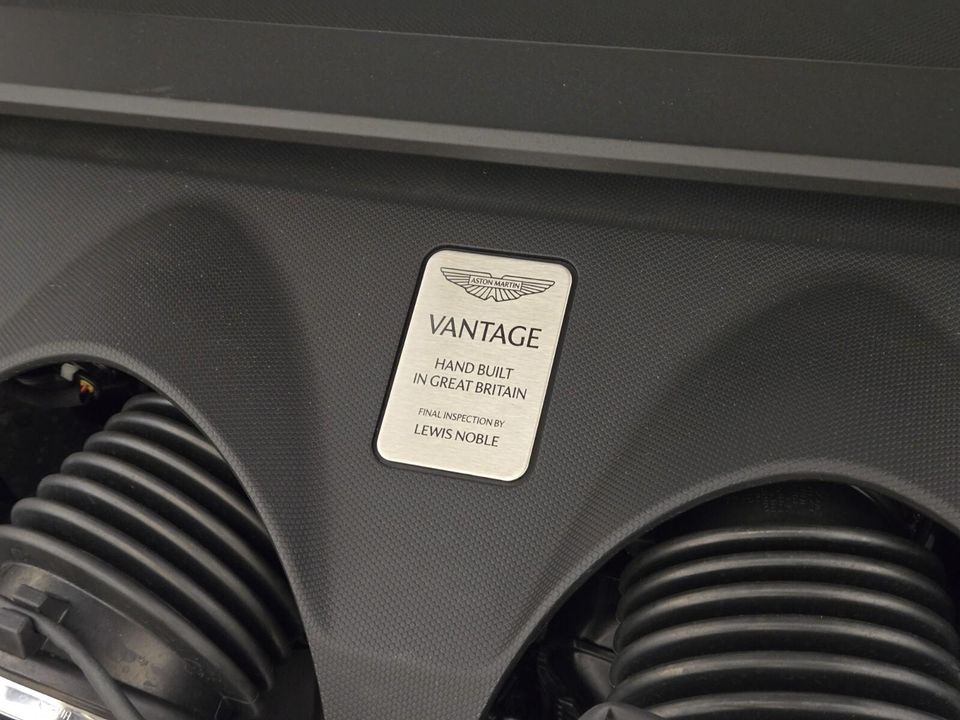 ASTON MARTIN
VANTAGE
HAND BUILT
IN GREAT BRITAIN
FINAL INSPECTION BY
LEWIS NOBLE